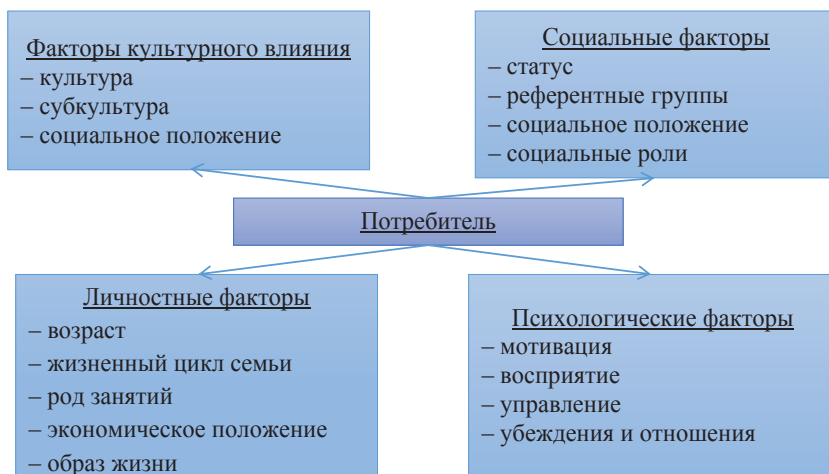 Факторы культурного влияния
– культура
– субкультура
– социальное положение
Социальные факторы
– статус
– референтные группы
– социальное положение
– социальные роли
Потребитель
Личностные факторы
– возраст
– жизненный цикл семьи
– род занятий
– экономическое положение
– образ жизни
Психологические факторы
– мотивация
– восприятие
– управление
– убеждения и отношения